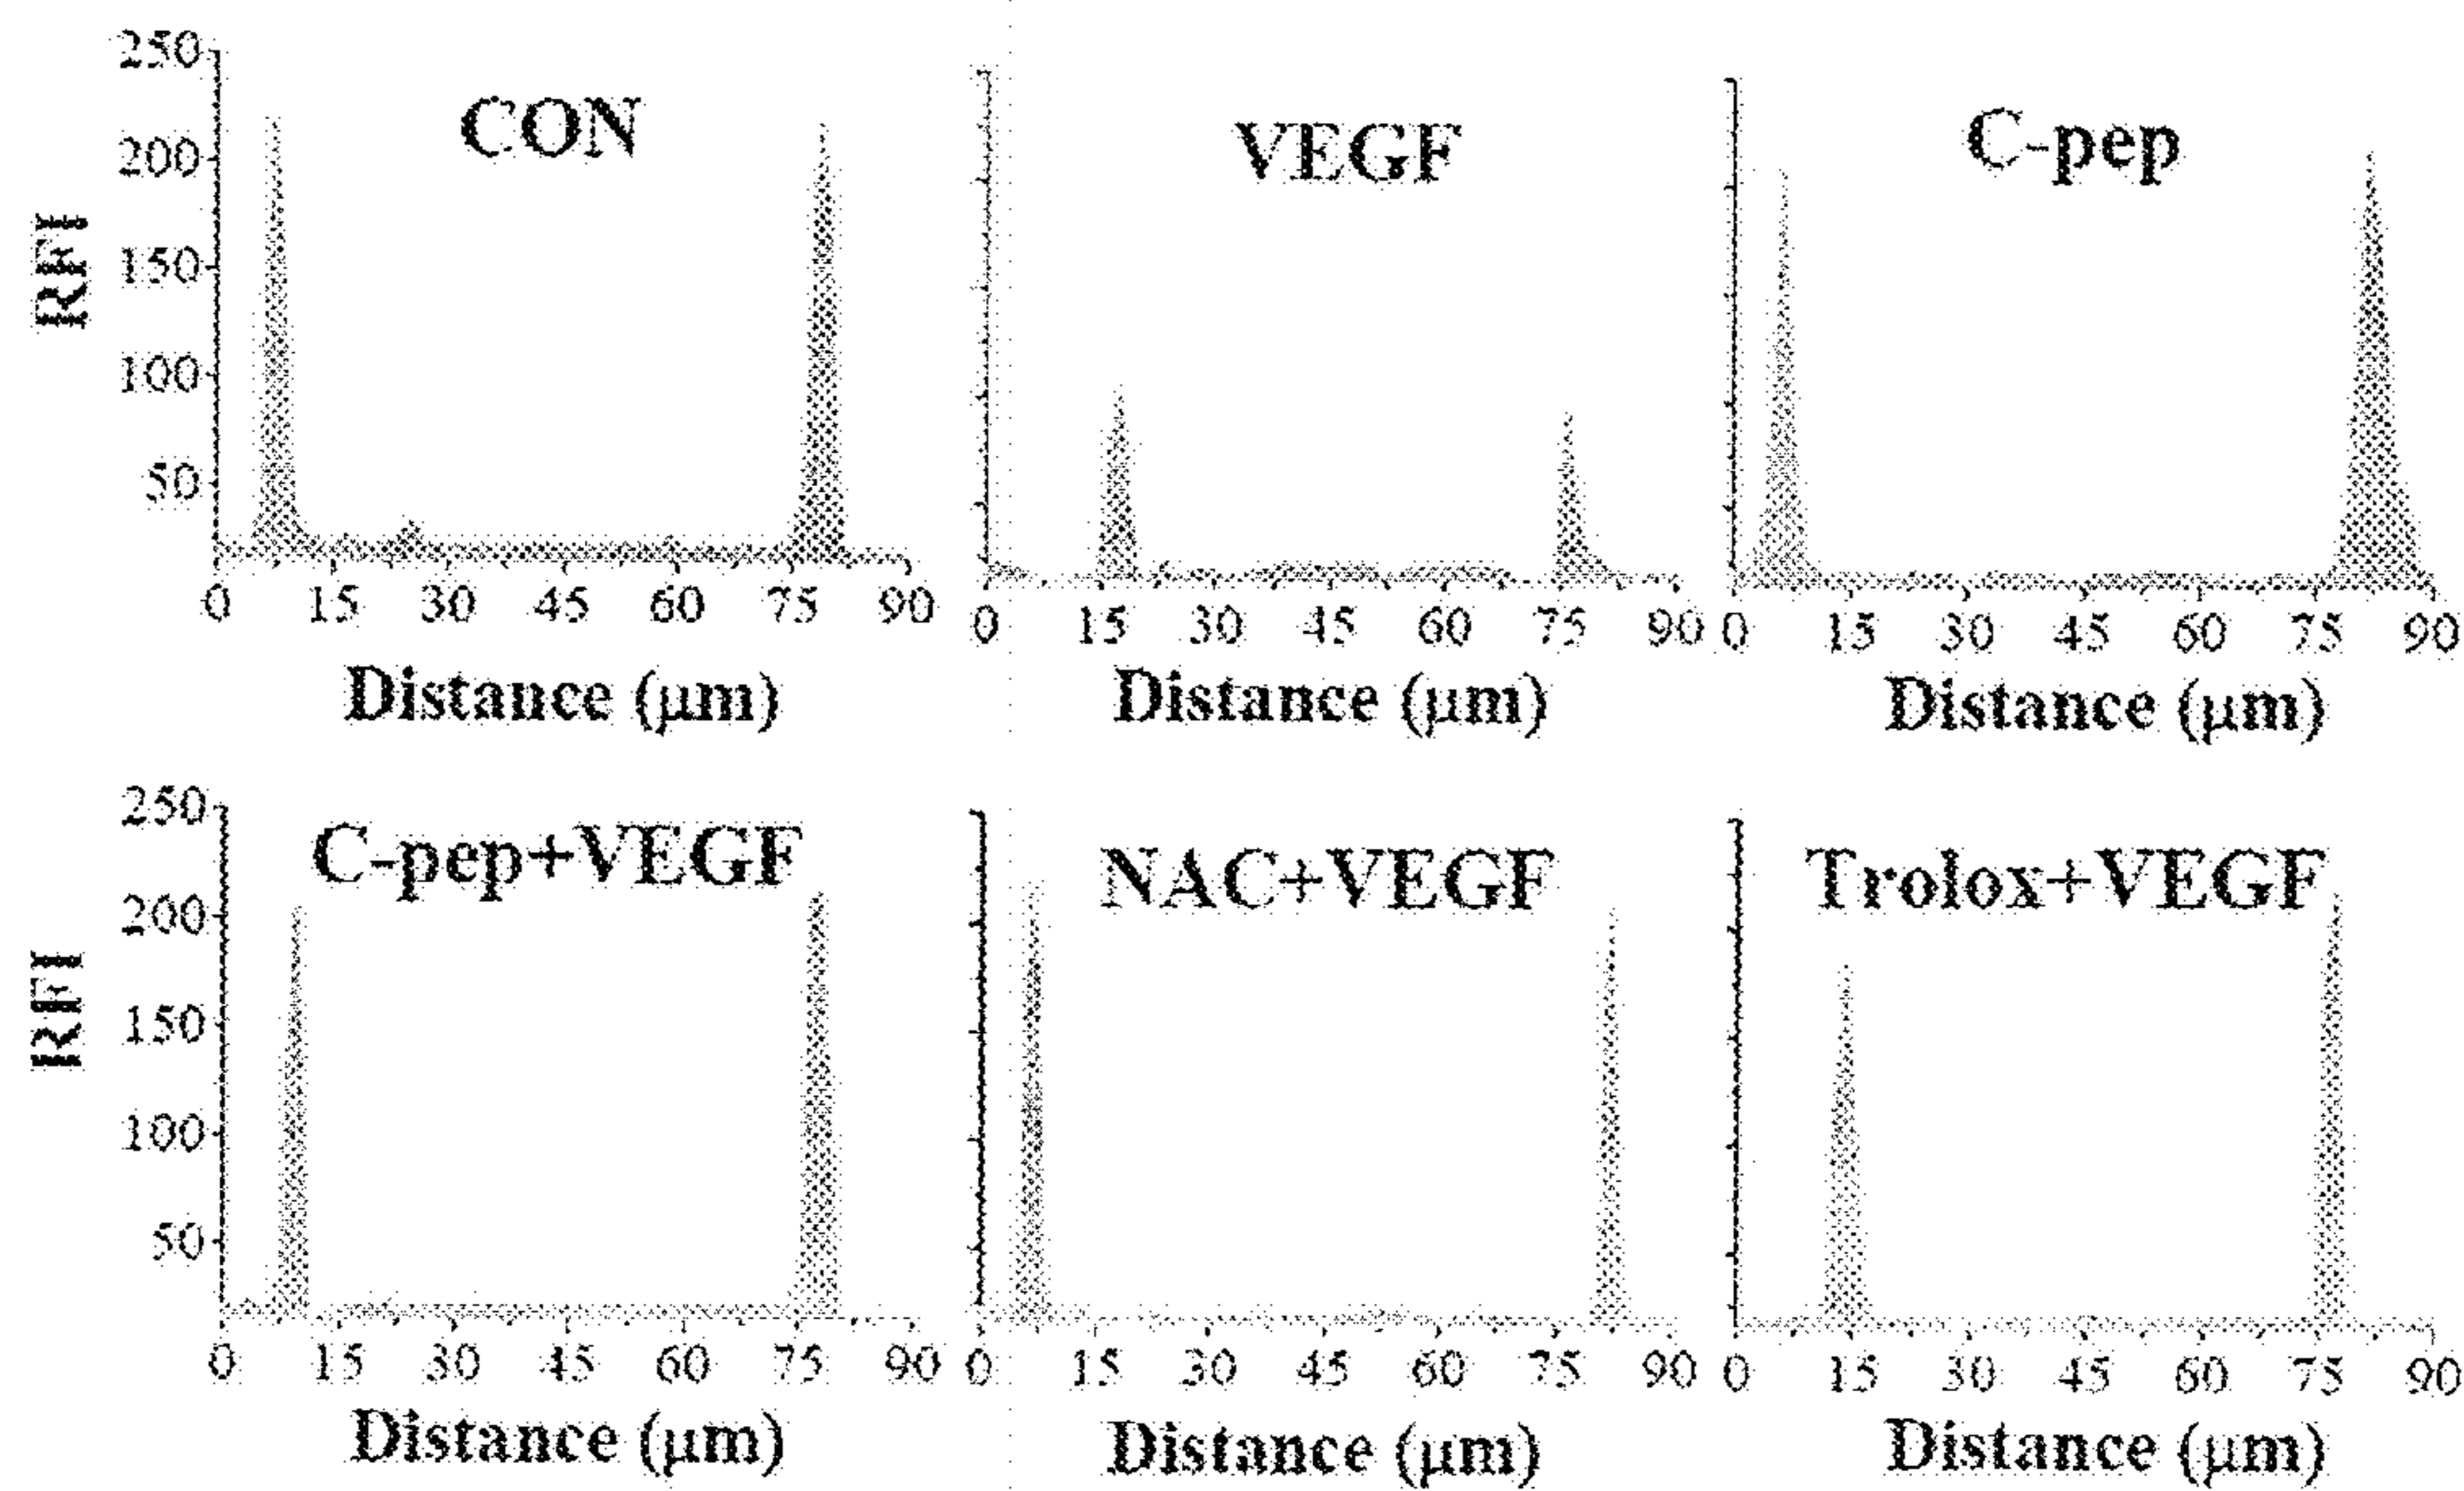 250
200
150
100
50
RFI
CON
0 15 30 45 60 75 90
Distance (μm)
VEGF
0 15 30 45 60 75 90
Distance (μm)
C-pep
0 15 30 45 60 75 90
Distance (μm)
250
200
150
100
50
RFI
C-pep+VEGF
0 15 30 45 60 75 90
Distance (μm)
NAC+VEGF
0 15 30 45 60 75 90
Distance (μm)
Trolox+VEGF
0 15 30 45 60 75 90
Distance (μm)